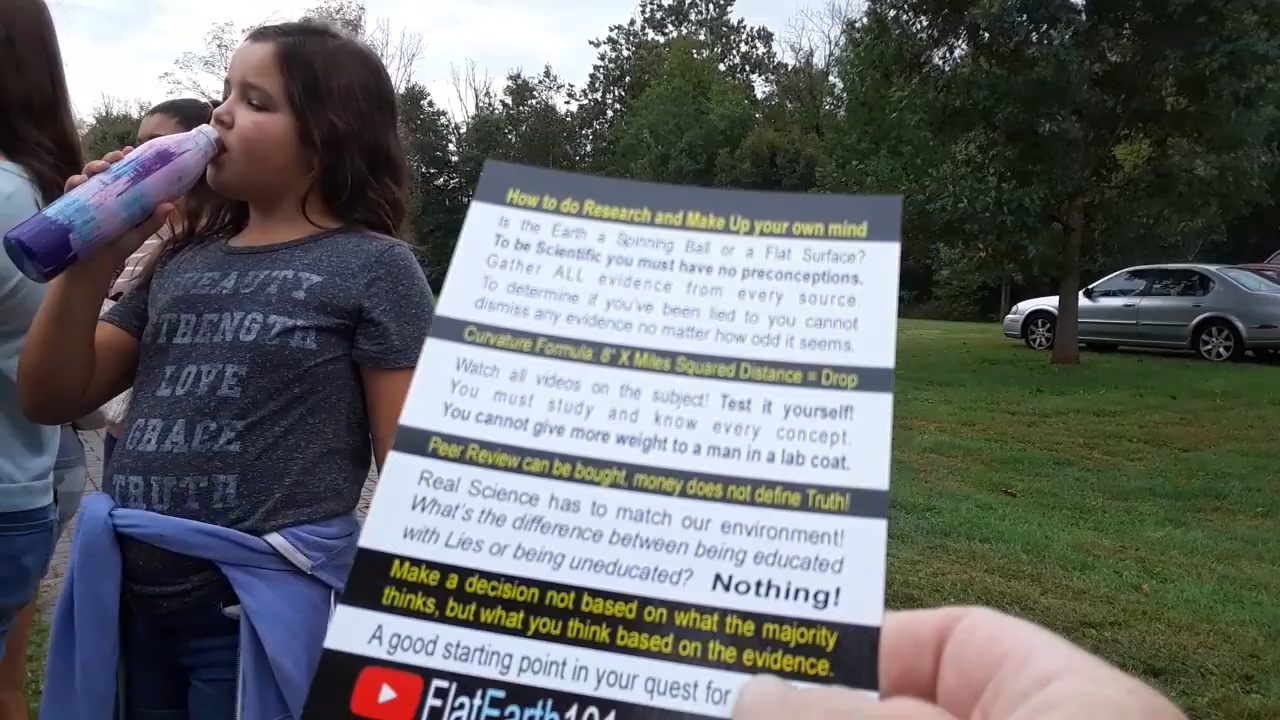 BEAUTY
STRENGTH
LOVE
GRACE
TRUTH
How to do Research and Make Up your own mind
Is the Earth a Spinning Ball or a Flat Surface?
To be Scientific you must have no preconceptions.
Gather ALL evidence from every source.
To determine if you've been lied to you cannot
dismiss any evidence no matter how odd it seems.
Curvature Formula 8" X Miles Squared Distance = Drop
Watch all videos on the subject! Test it yourself!
You must study and know every concept.
You cannot give more weight to a man in a lab coat.
Peer Review can be bought, money does not define Truth!
Real Science has to match our environment!
What's the difference between being educated
with Lies or being uneducated? Nothing!
Make a decision not based on what the majority
thinks, but what you think based on the evidence.
A good starting point in your quest for
FlatEarth101